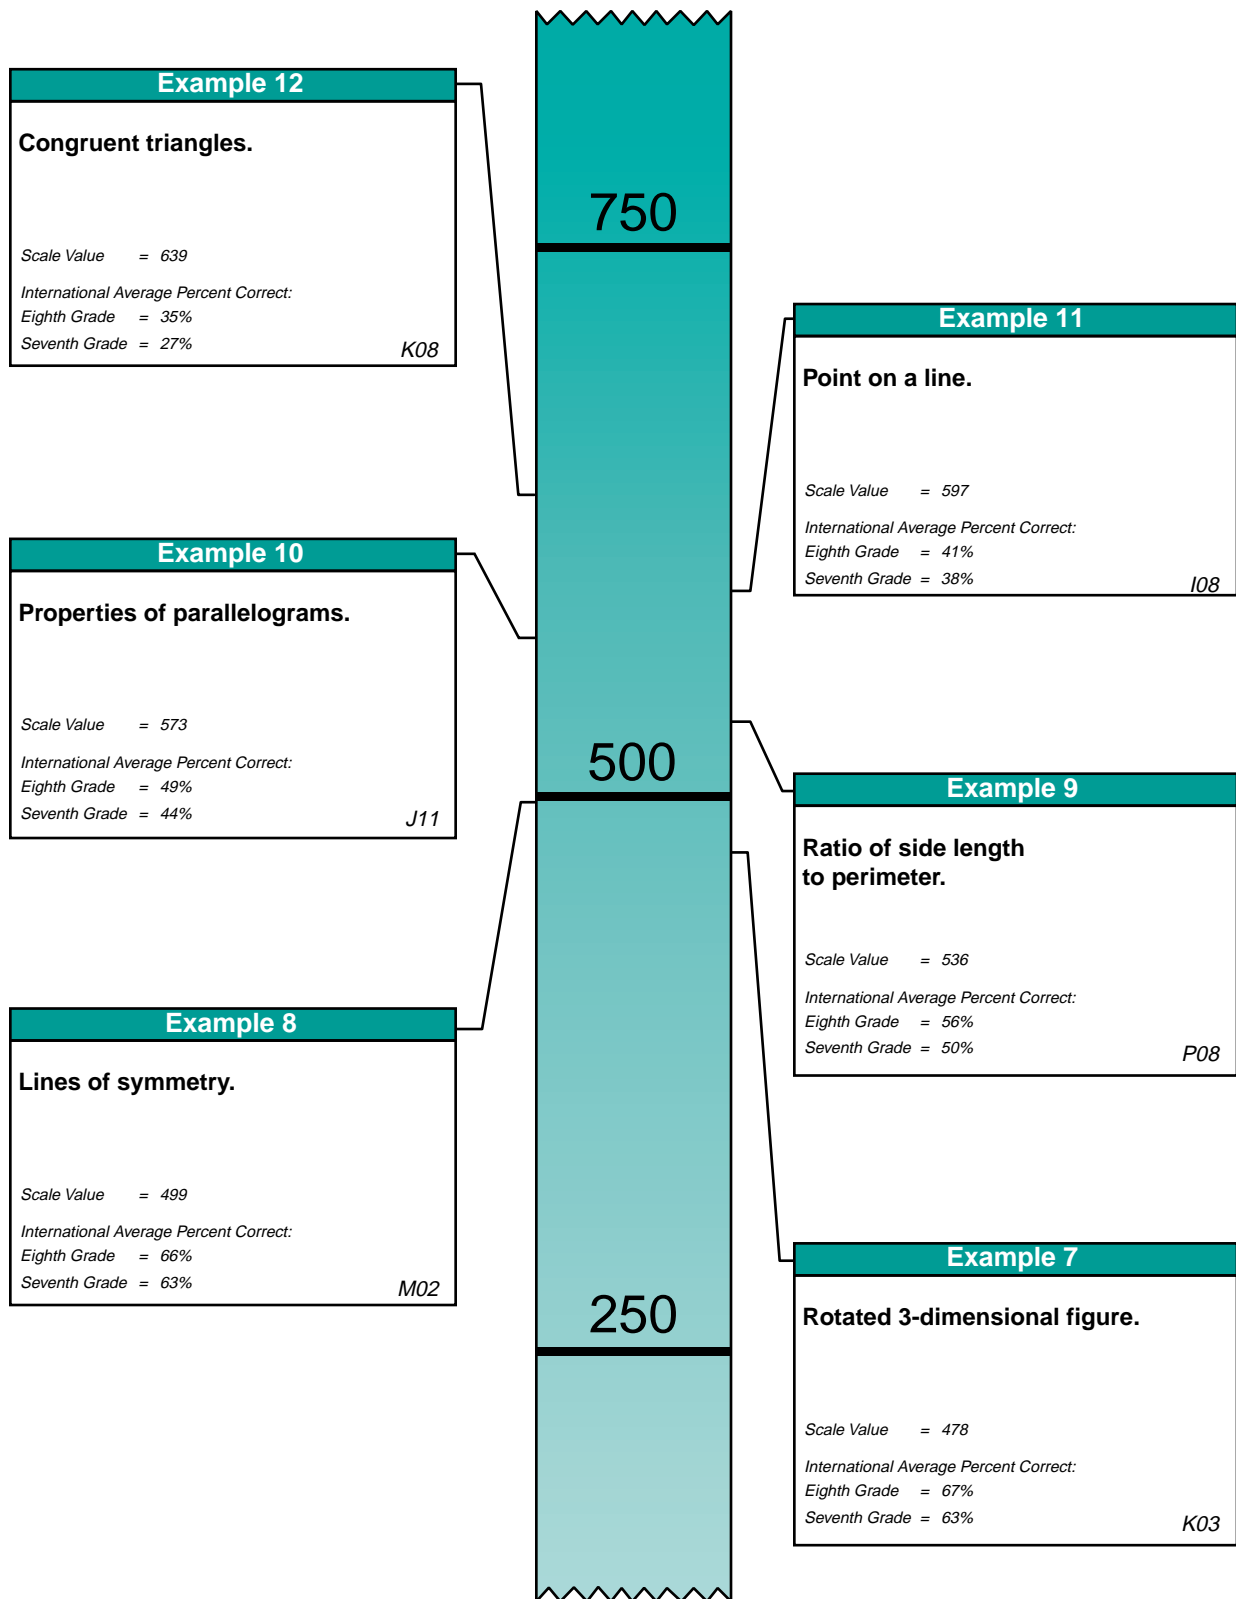 Example 12
Congruent triangles.
Scale Value = 639
International Average Percent Correct:
Eighth Grade = 35%
Seventh Grade = 27%
K08
Example 10
Properties of parallelograms.
Scale Value = 573
International Average Percent Correct:
Eighth Grade = 49%
Seventh Grade = 44%
J11
Example 8
Lines of symmetry.
Scale Value = 499
International Average Percent Correct:
Eighth Grade = 66%
Seventh Grade = 63%
M02
750
500
250
Example 11
Point on a line.
Scale Value = 597
International Average Percent Correct:
Eighth Grade = 41%
Seventh Grade = 38%
I08
Example 9
Ratio of side length
to perimeter.
Scale Value = 536
International Average Percent Correct:
Eighth Grade = 56%
Seventh Grade = 50%
P08
Example 7
Rotated 3-dimensional figure.
Scale Value = 478
International Average Percent Correct:
Eighth Grade = 67%
Seventh Grade = 63%
K03